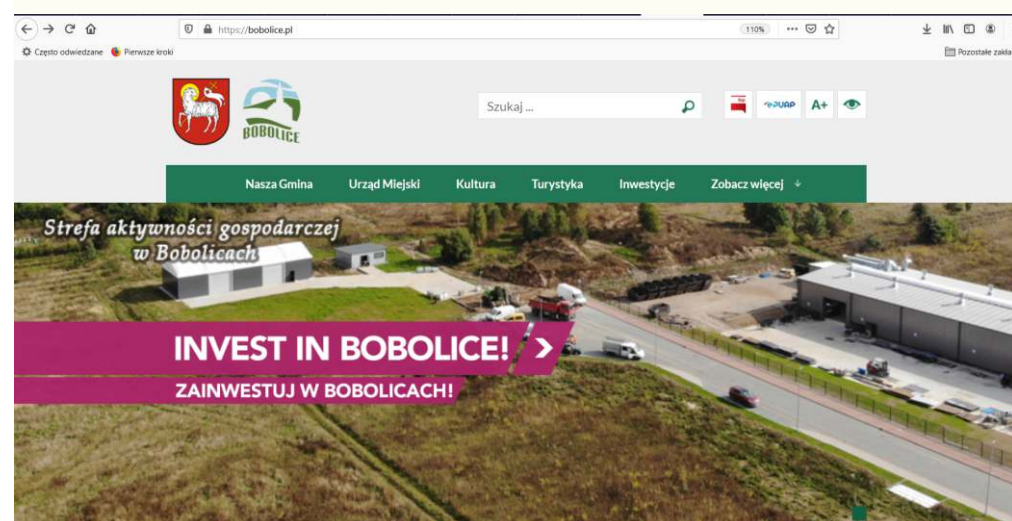 https://bobolice.pl
110%
Często odwiedzane
Pierwsze kroki
Pozostałe zakła
BOBOLICE
Szukaj ...
bip
ePUAP
A+
Nasza Gmina
Urząd Miejski
Kultura
Turystyka
Inwestycje
Zobacz więcej
Strefa aktywności gospodarczej
w Bobolicach
INVEST IN BOBOLICE!
ZAINWESTUJ W BOBOLICACH!